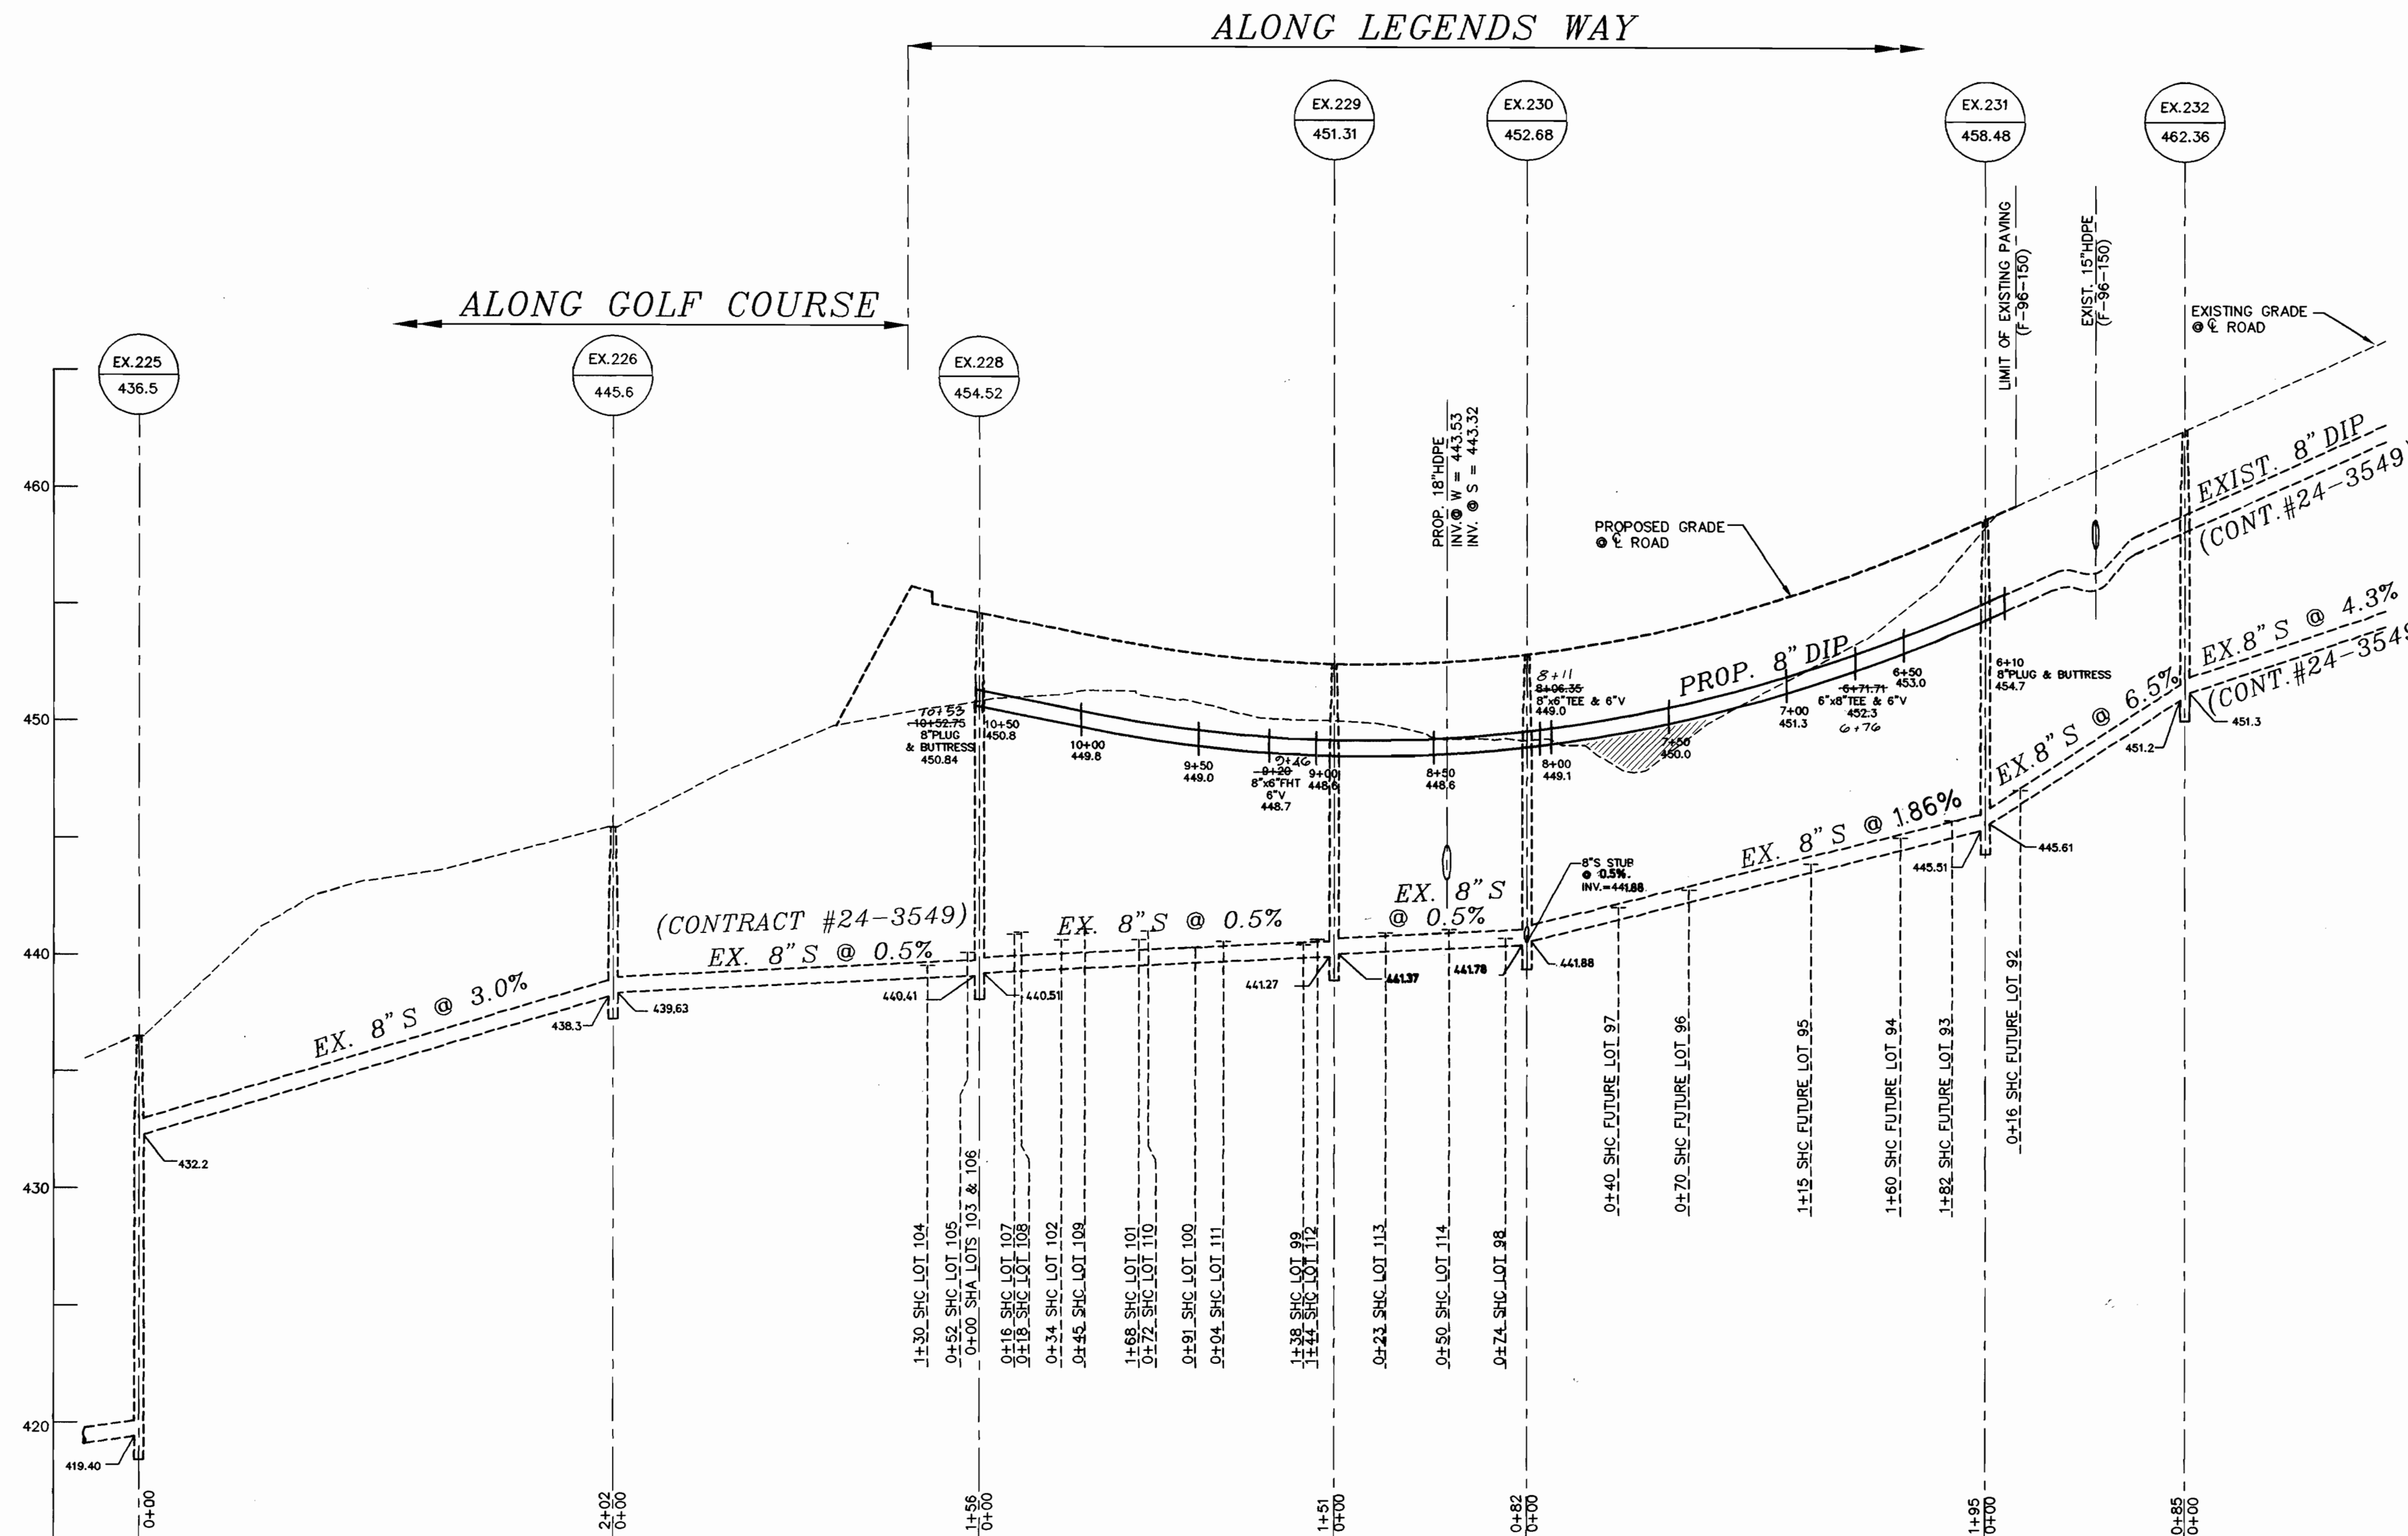 ALONG LEGENDS WAY
ALONG GOLF COURSE
EX.225
436.5
EX.226
445.6
EX.228
454.52
EX.229
451.31
EX.230
452.68
EX.231
458.48
EX.232
462.36
LIMIT OF EXISTING PAVING
(F-96-150)
EXIST. 15"HDPE
(F-96-150)
EXISTING GRADE
@ ℄ ROAD
PROP. 18"HDPE
INV.@ W = 443.53
INV. @ S = 443.32
PROPOSED GRADE
@ ℄ ROAD
EXIST. 8" DIP
(CONT.#24-3549)
EX.8"S @ 4.3%
(CONT.#24-3549
PROP. 8" DIP
460
450
440
430
420
10+53
10+52.75
8"PLUG
& BUTTRESS
450.84
10+50
450.8
10+00
449.8
9+50
449.0
9+46
9+20
8"x6"FHT
6"V
448.7
9+00
448.6
8+50
448.6
8+11
8+06.35
8"x6"TEE & 6"V
449.0
8+00
449.1
7+50
450.0
7+00
451.3
6+71.71
6"x8"TEE & 6"V
452.3
6+76
6+50
453.0
6+10
8"PLUG & BUTTRESS
454.7
EX.8"S @ 6.5%
451.2
451.3
EX. 8"S @ 1.86%
445.51
445.61
8"S STUB
@ 0.5%.
INV.=441.88
EX. 8"S
@ 0.5%
441.78
441.88
EX. 8"S @ 0.5%
441.27
441.37
(CONTRACT #24-3549)
EX. 8"S @ 0.5%
440.41
440.51
EX. 8"S @ 3.0%
438.3
439.63
432.2
419.40
1+30 SHC LOT 104
0+52 SHC LOT 105
0+00 SHA LOTS 103 & 106
0+16 SHC LOT 107
0+18 SHC LOT 108
0+34 SHC LOT 102
0+45 SHC LOT 109
1+68 SHC LOT 101
0+72 SHC LOT 110
0+91 SHC LOT 100
0+04 SHC LOT 111
1+38 SHC LOT 99
1+44 SHC LOT 112
0+23 SHC LOT 113
0+50 SHC LOT 114
0+74 SHC LOT 98
0+40 SHC FUTURE LOT 97
0+70 SHC FUTURE LOT 96
1+15 SHC FUTURE LOT 95
1+60 SHC FUTURE LOT 94
1+82 SHC FUTURE LOT 93
0+16 SHC FUTURE LOT 92
0+00
2+02
0+00
1+56
0+00
1+51
0+00
0+82
0+00
1+95
0+00
0+85
0+00